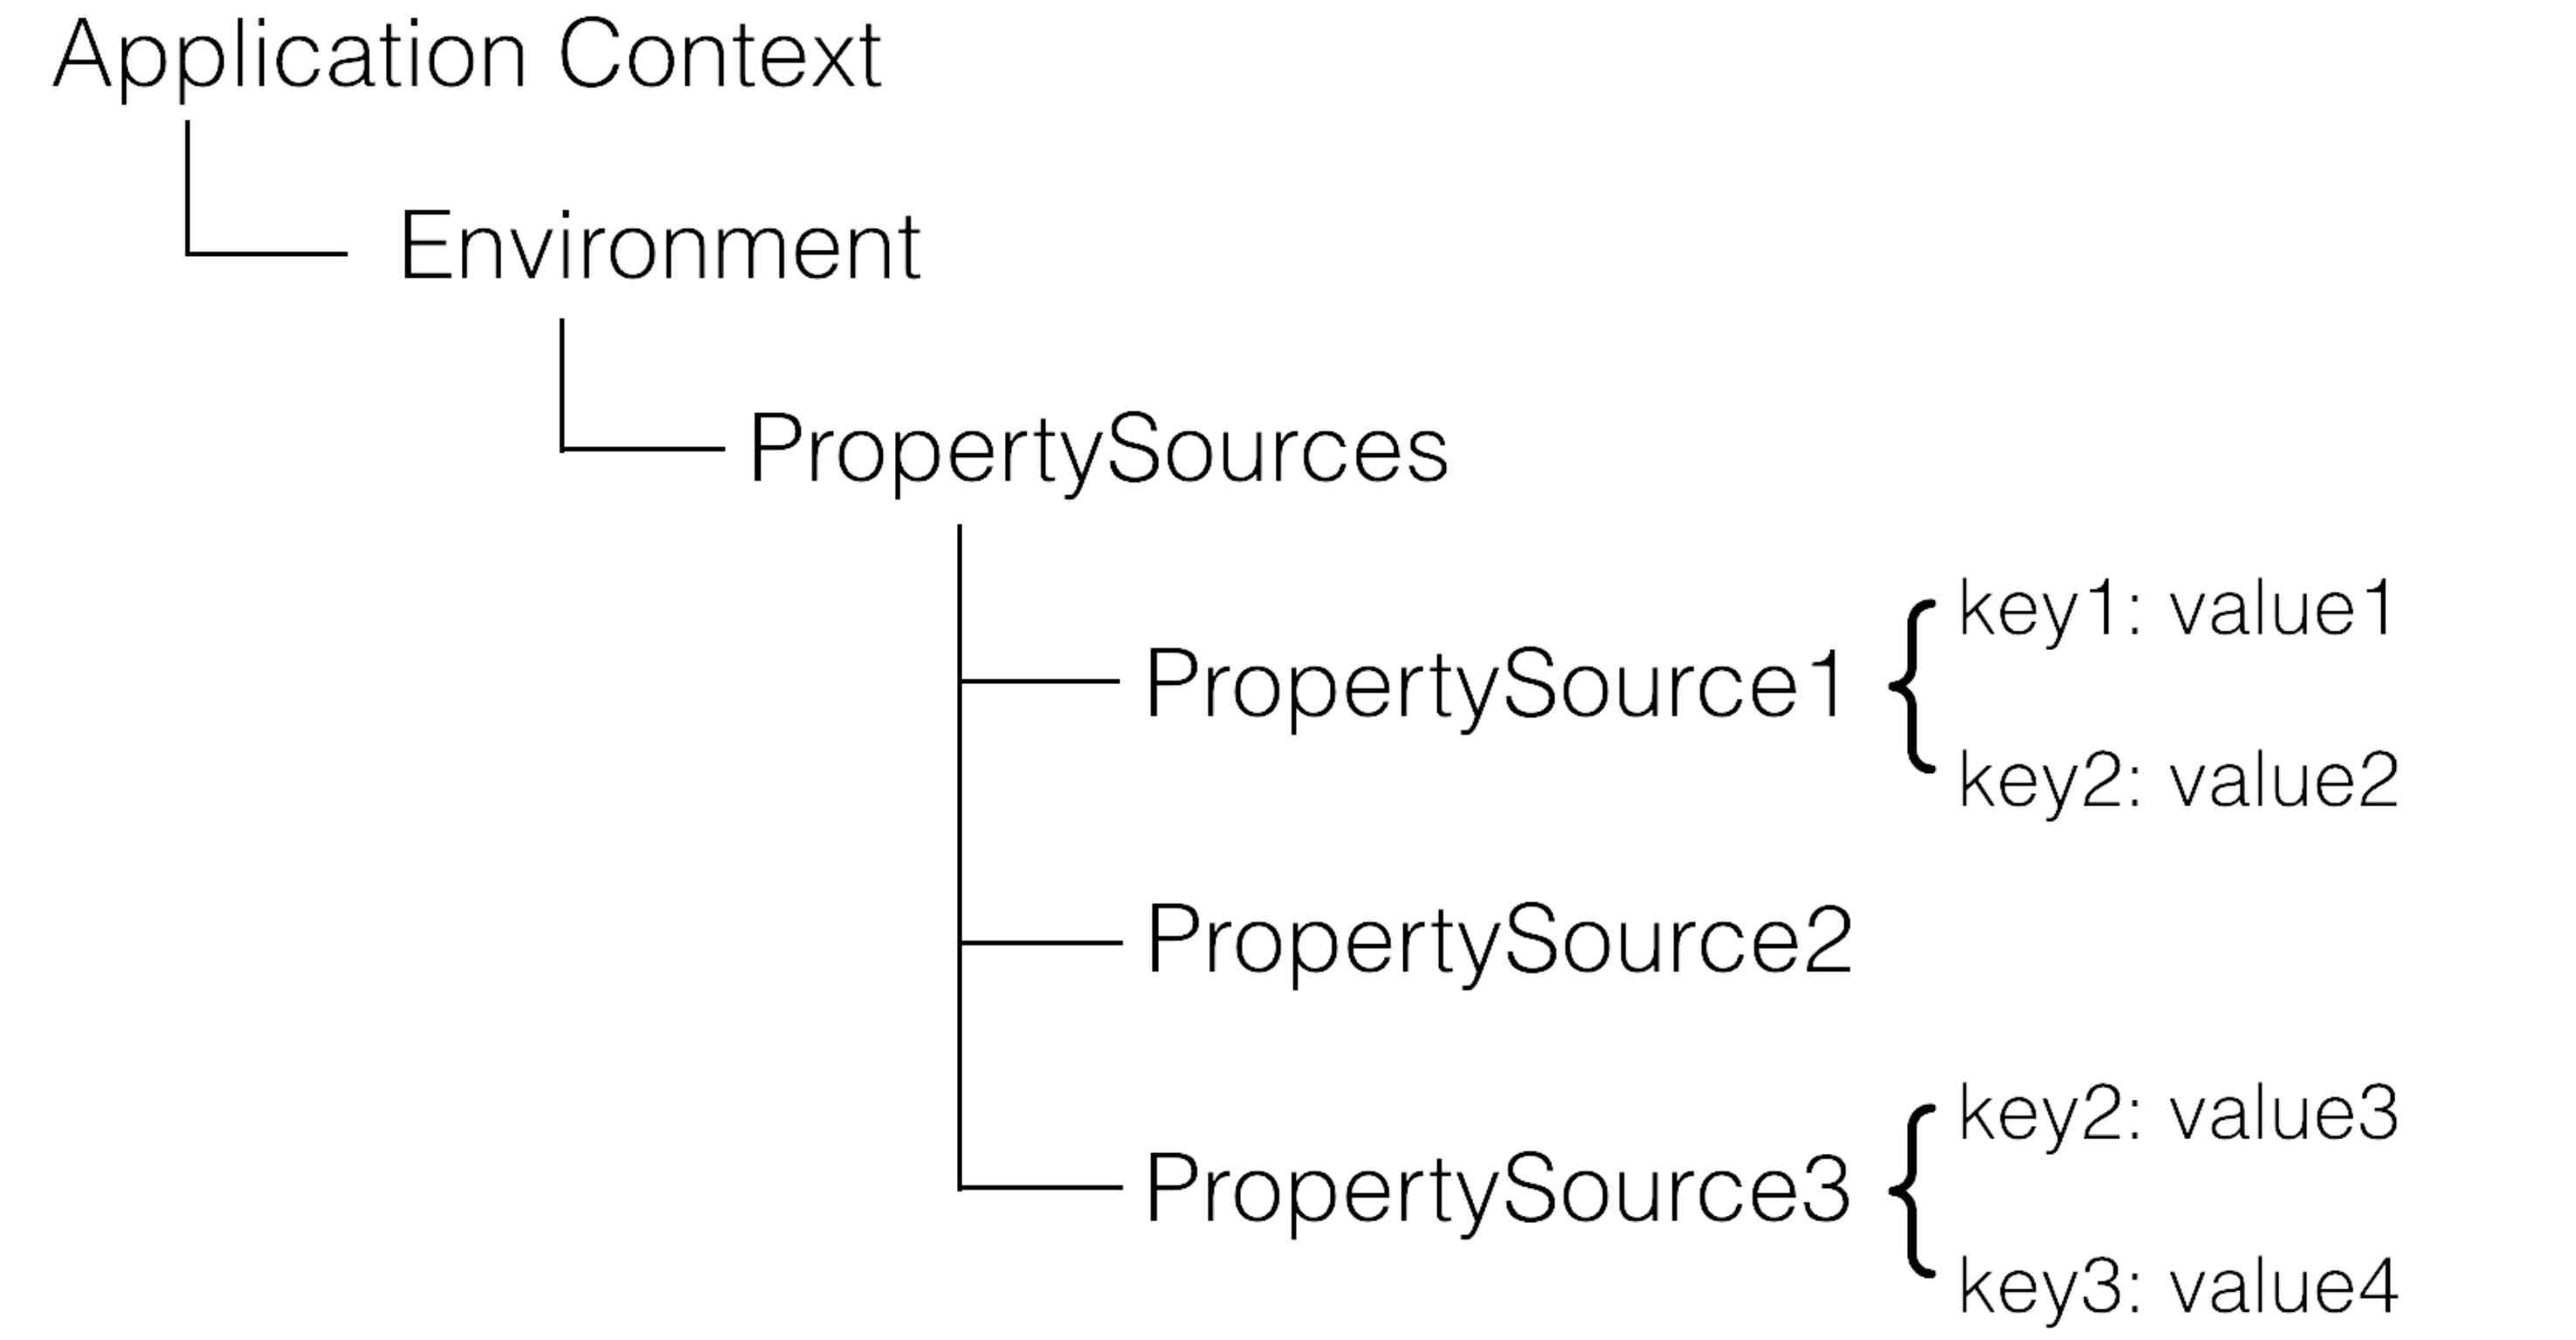 Application Context
Environment
PropertySources
PropertySource1
key1: value1
key2: value2
PropertySource2
PropertySource3
key2: value3
key3: value4